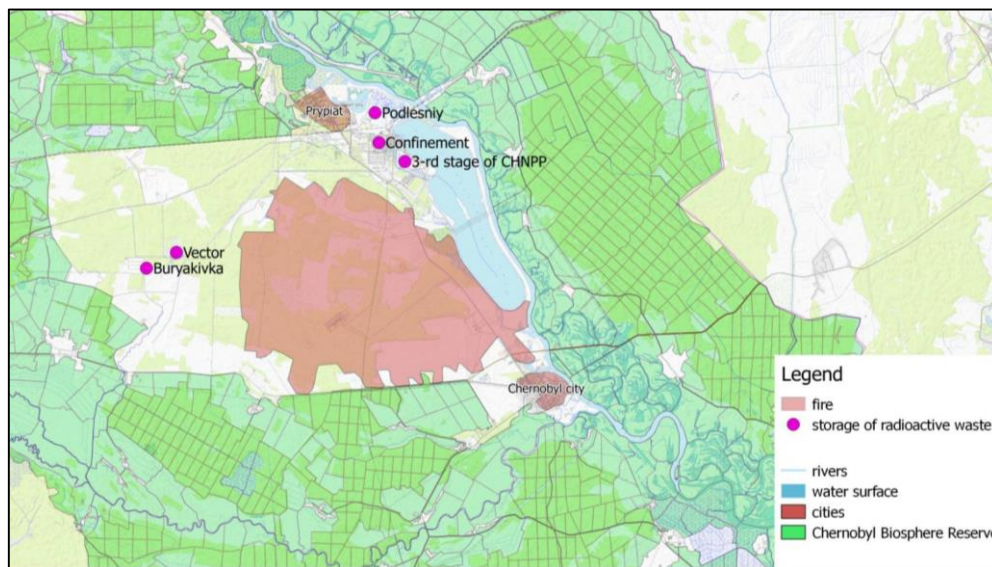 Prypiat
Podlesniy
Confinement
3-rd stage of CHNPP
Vector
Buryakivka
Chernobyl city
Legend
fire
storage of radioactive waste
rivers
water surface
cities
Chernobyl Biosphere Reserve